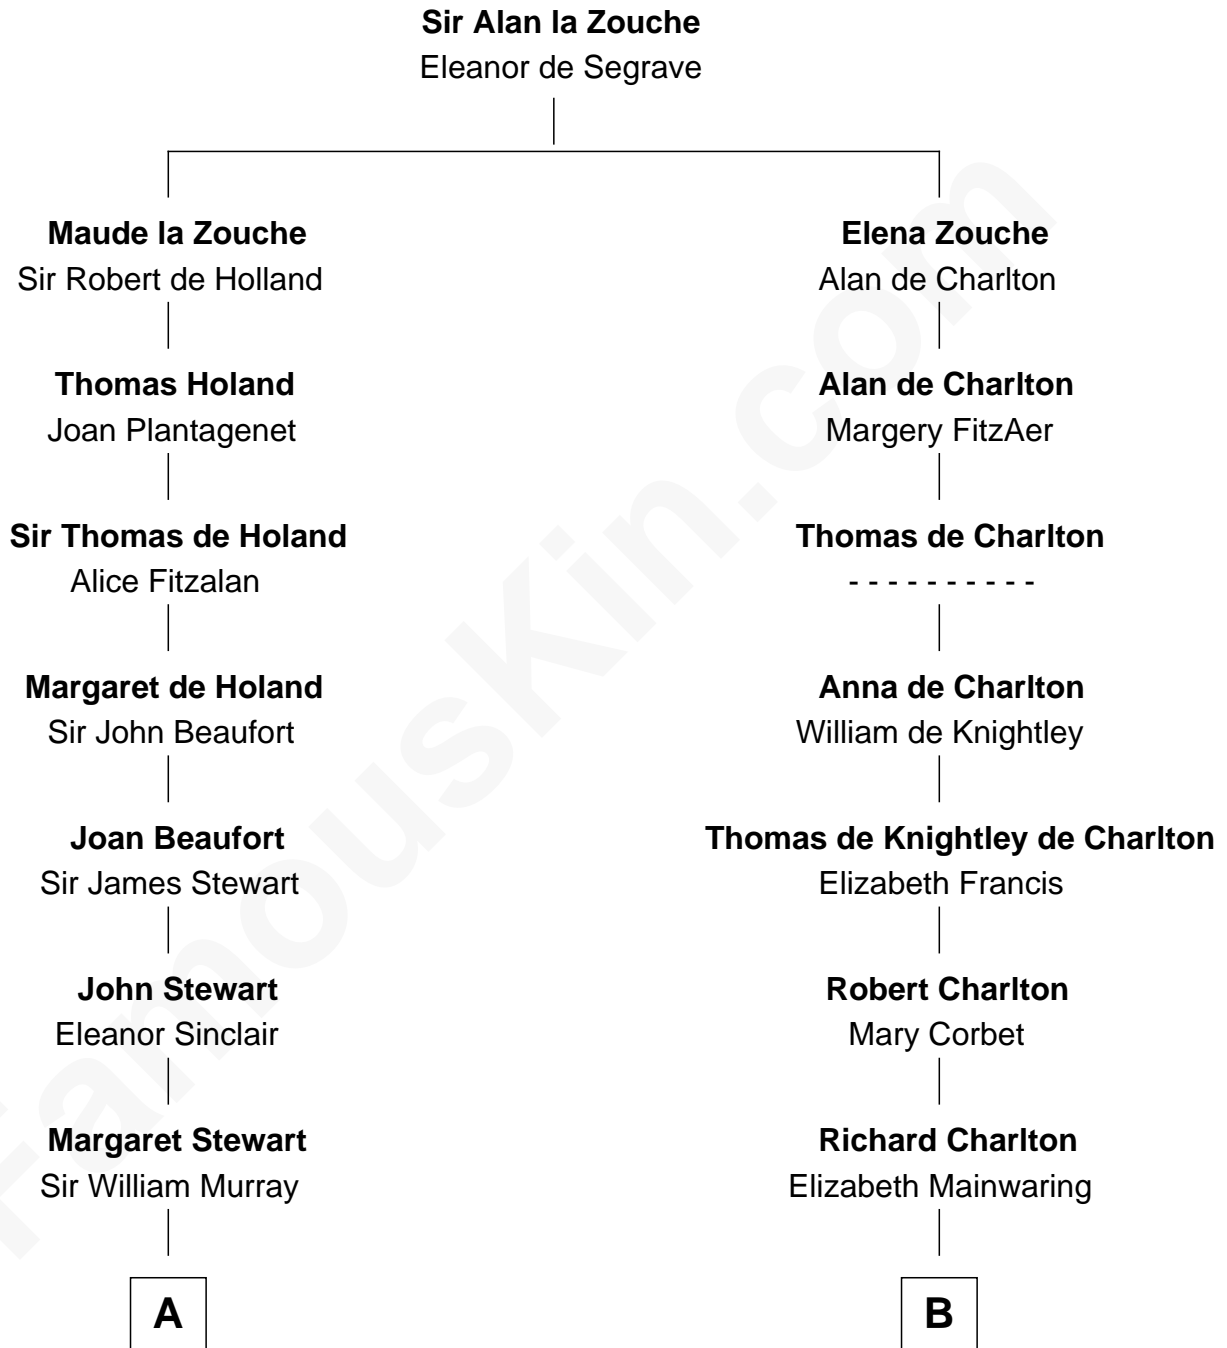 Sir Alan la Zouche
Eleanor de Segrave
Maude la Zouche
Sir Robert de Holland
Elena Zouche
Alan de Charlton
Thomas Holand
Joan Plantagenet
Alan de Charlton
Margery FitzAer
Sir Thomas de Holand
Alice Fitzalan
Thomas de Charlton
- - - - - - - - - -
Margaret de Holand
Sir John Beaufort
Anna de Charlton
William de Knightley
Joan Beaufort
Sir James Stewart
Thomas de Knightley de Charlton
Elizabeth Francis
John Stewart
Eleanor Sinclair
Robert Charlton
Mary Corbet
Margaret Stewart
Sir William Murray
Richard Charlton
Elizabeth Mainwaring
A
B
FamousKin.com